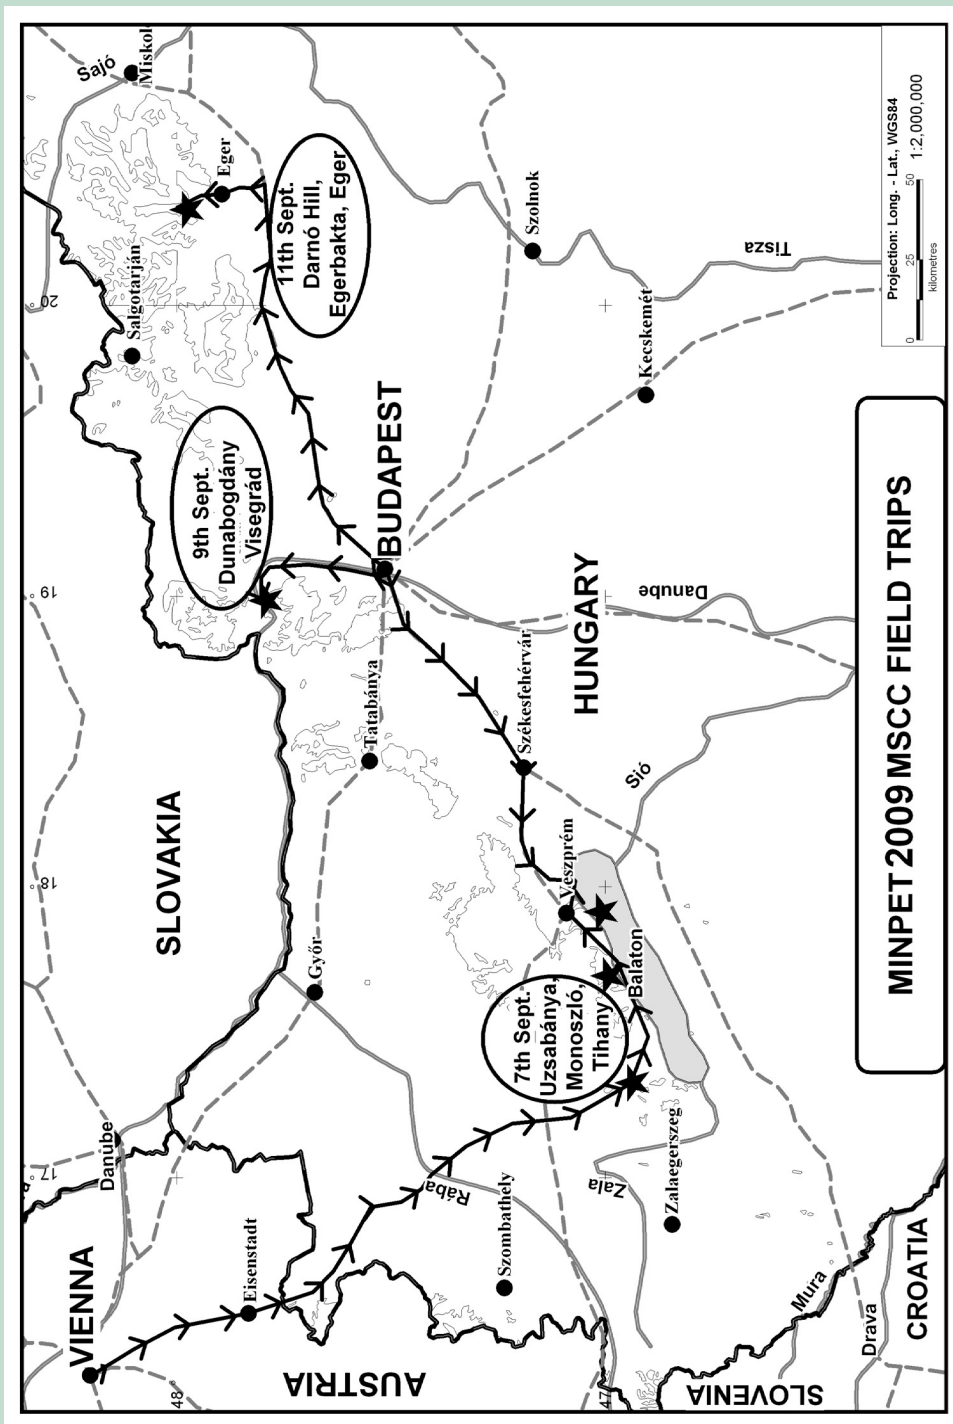 MINPET 2009 MSCC FIELD TRIPS
VIENNA
Eisenstadt
AUSTRIA
SLOVENIA
CROATIA
Drava
Mura
Danube
17°
48°
47°
Szombathely
Zalaegerszeg
Zala
Rába
Győr
SLOVAKIA
18°
7th Sept.
Uzsabánya,
Monoszló,
Tihany
Balaton
Veszprém
Sió
Székesfehérvár
Tatabánya
HUNGARY
19°
Danube
BUDAPEST
9th Sept.
Dunabogdány
Visegrád
Salgotarján
20°
Kecskemét
Szolnok
Tisza
11th Sept.
Darnó Hill,
Egerbakta, Eger
Eger
Sajó
Miskol
Projection: Long. - Lat., WGS84
0 25 50
kilometres
1:2,000,000